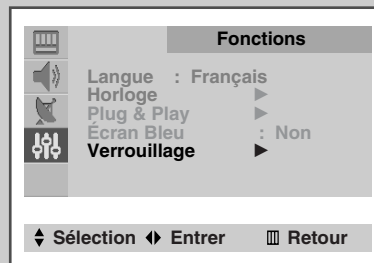 Fonctions
Langue : Français
Horloge ►
Plug & Play ►
Écran Bleu : Non
Verrouillage ►
Sélection Entrer Retour